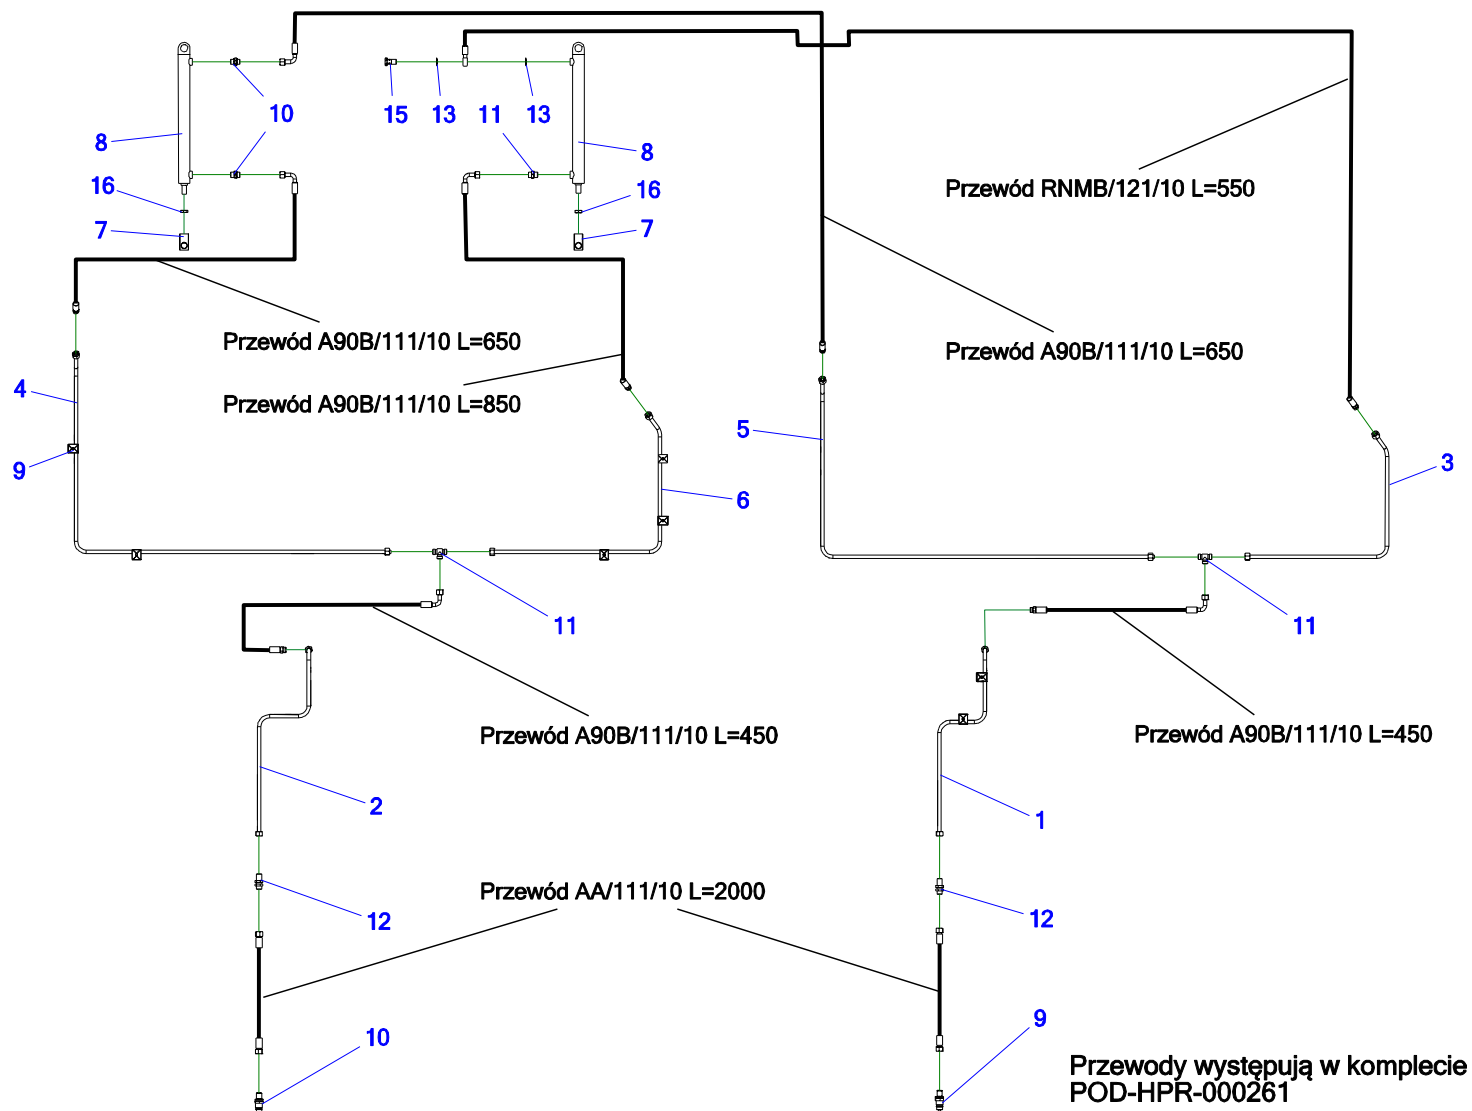 10
15
13
11
13
8
8
16
16
7
7
Przewód RNMB/121/10 L=550
Przewód A90B/111/10 L=650
Przewód A90B/111/10 L=650
4
Przewód A90B/111/10 L=850
5
9
3
6
11
11
Przewód A90B/111/10 L=450
Przewód A90B/111/10 L=450
2
1
Przewód AA/111/10 L=2000
12
12
10
9
Przewody występują w komplecie
POD-HPR-000261